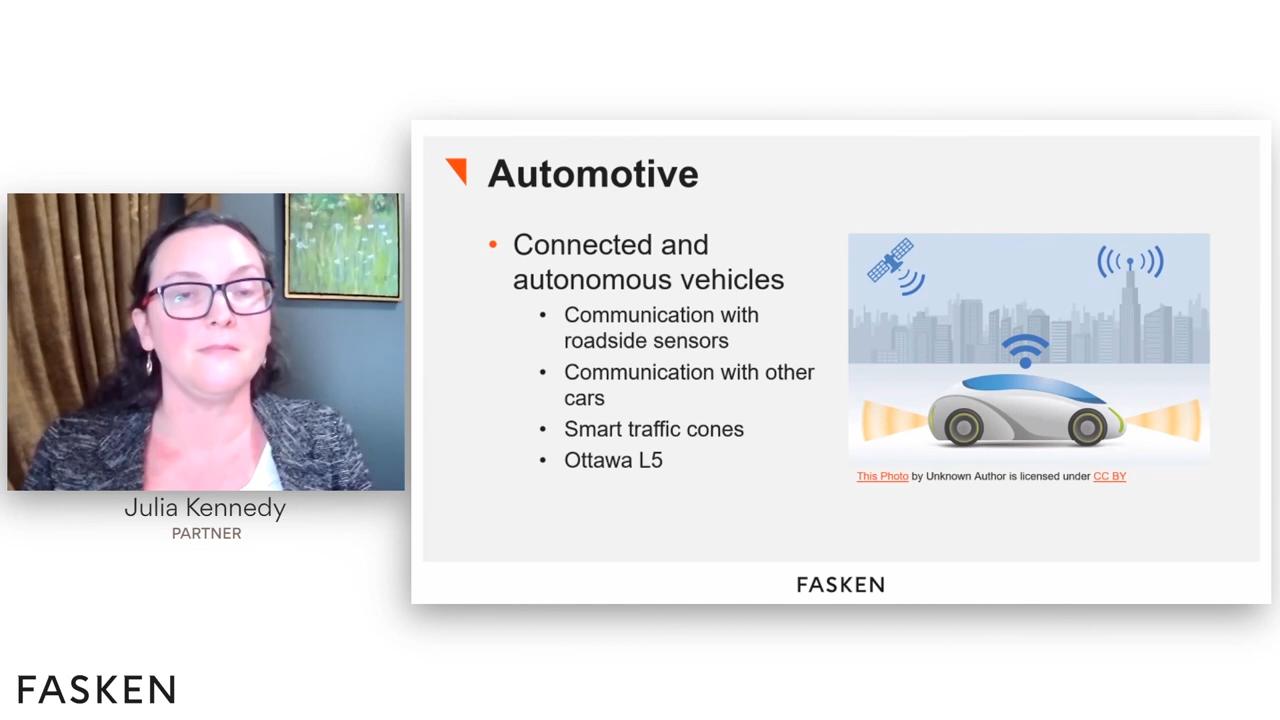 Automotive
• Connected and
autonomous vehicles
• Communication with
roadside sensors
• Communication with other
cars
• Smart traffic cones
• Ottawa L5
This Photo by Unknown Author is licensed under CC BY
FASKEN
Julia Kennedy
PARTNER
FASKEN